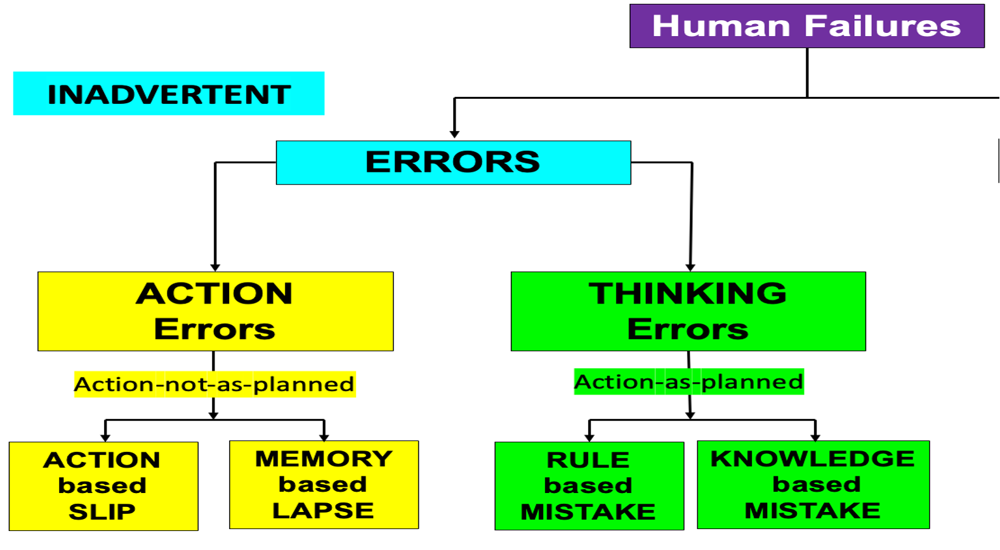 Human Failures
INADVERTENT
ERRORS
ACTION
Errors
THINKING
Errors
Action-not-as-planned
Action-as-planned
ACTION
based
SLIP
MEMORY
based
LAPSE
RULE
based
MISTAKE
KNOWLEDGE
based
MISTAKE